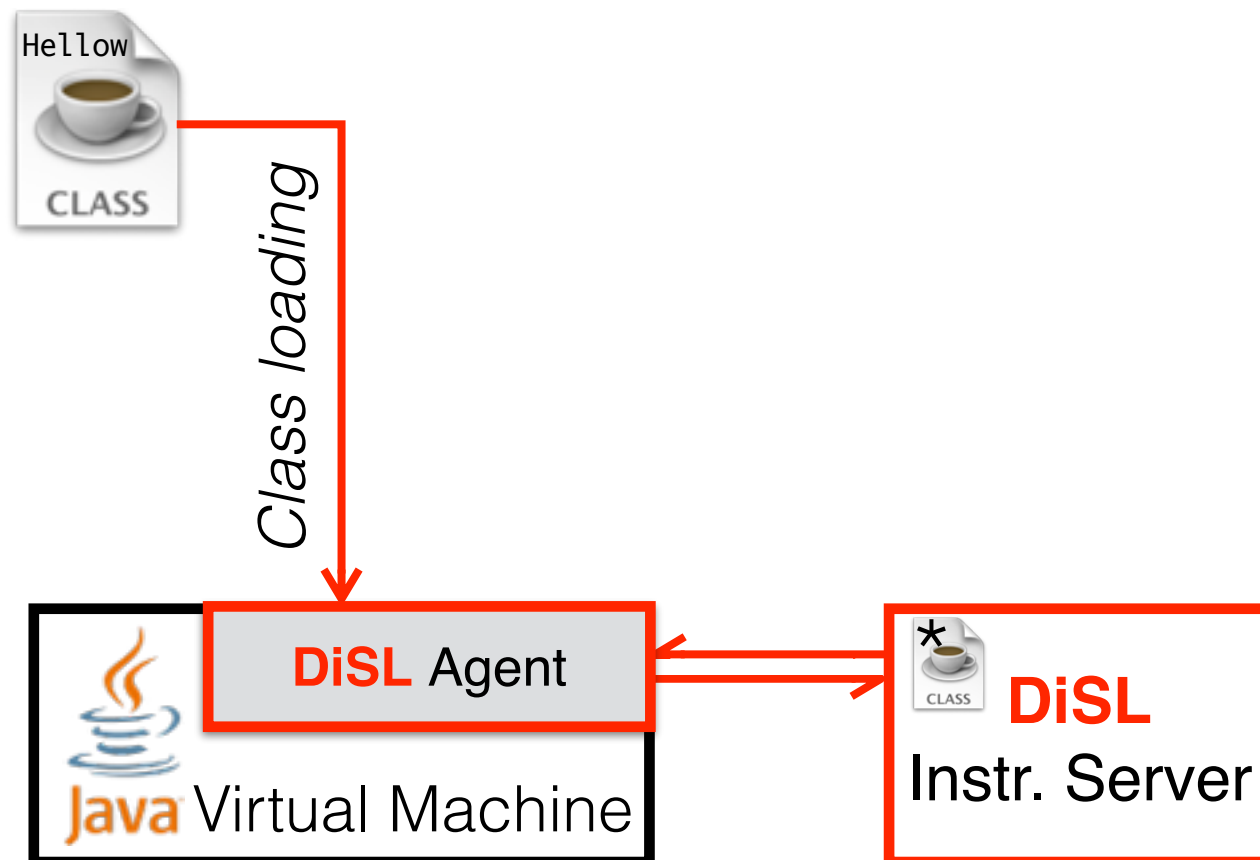 Hellow
CLASS
Class loading
DiSL Agent
Java Virtual Machine
*
CLASS
DiSL
Instr. Server